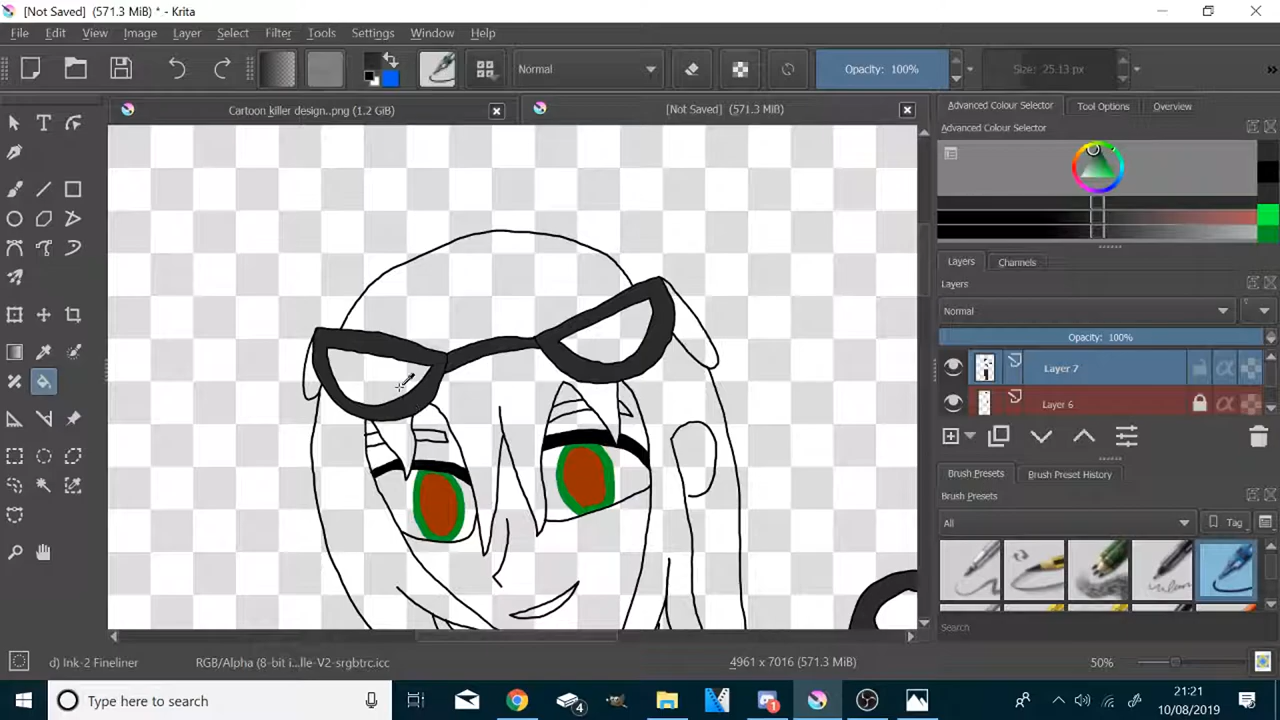 [Not Saved] (571.3 MiB) * - Krita
File Edit View Image Layer Select Filter Tools Settings Window Help
Normal
Opacity: 100%
Size: 25.13 px
Cartoon killer design..png (1.2 GiB)
[Not Saved] (571.3 MiB)
Advanced Colour Selector
Tool Options
Overview
Advanced Colour Selector
Layers
Channels
Layers
Normal
Opacity: 100%
Layer 7
Layer 6
Brush Presets
Brush Preset History
Brush Presets
All
Tag
Search
d) Ink-2 Fineliner
RGB/Alpha (8-bit i...lle-V2-srgbtrc.icc
4961 x 7016 (571.3 MiB)
50%
Type here to search
4
1
21:21
10/08/2019